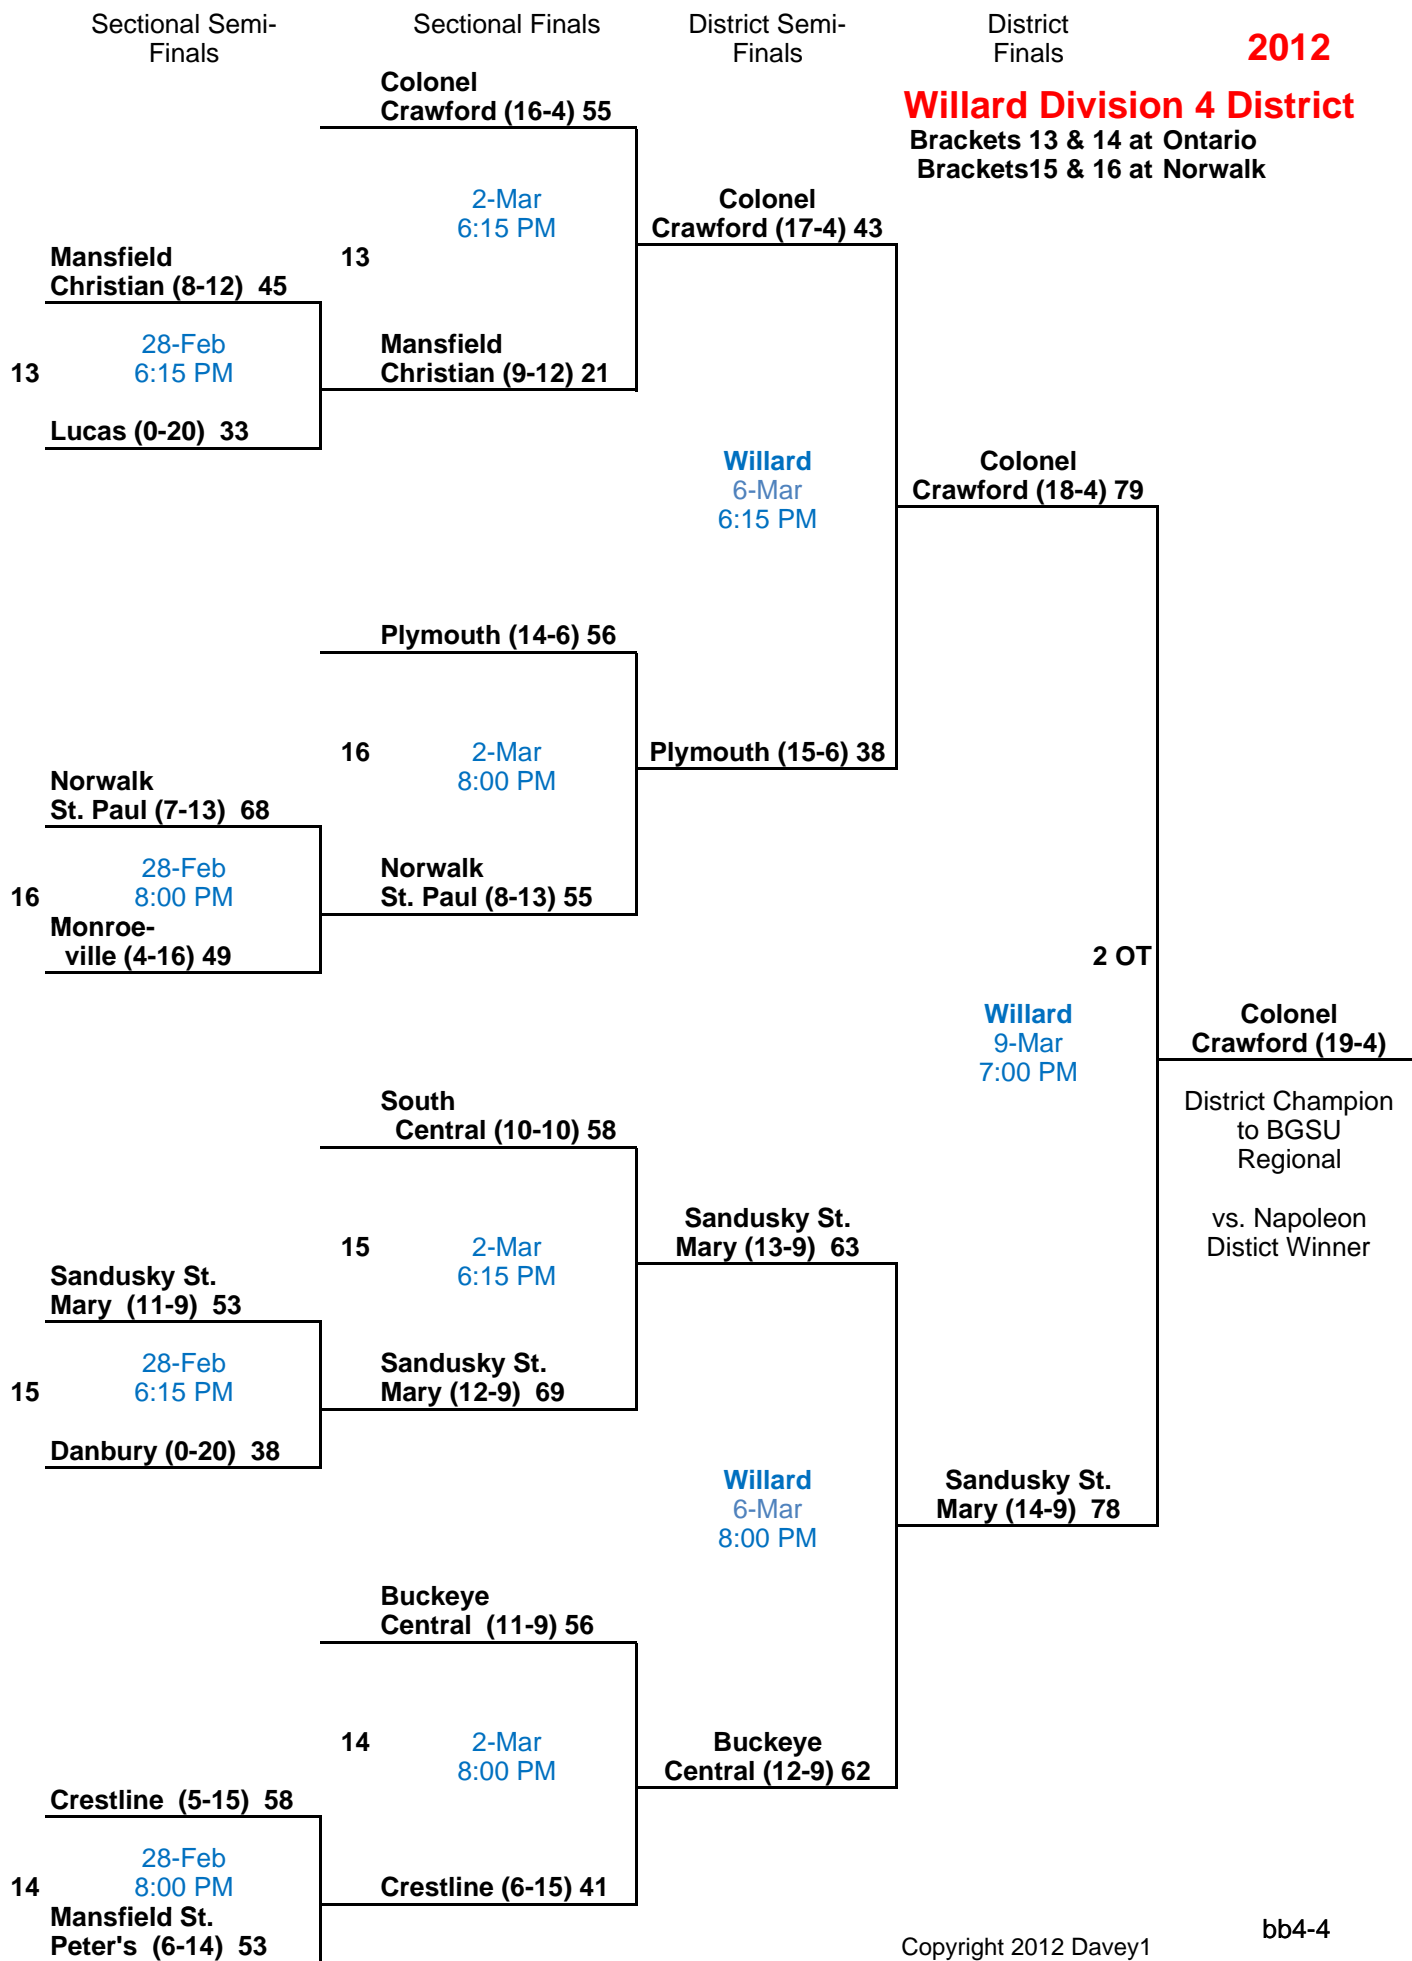 Sectional Semi-
Finals
Sectional Finals
District Semi-
Finals
District
Finals
2012
Willard Division 4 District
Brackets 13 & 14 at Ontario
Brackets15 & 16 at Norwalk
Colonel
Crawford (16-4) 55
2-Mar
6:15 PM
Colonel
Crawford (17-4) 43
Mansfield
Christian (8-12) 45
13
28-Feb
6:15 PM
13
Mansfield
Christian (9-12) 21
Lucas (0-20) 33
Willard
6-Mar
6:15 PM
Colonel
Crawford (18-4) 79
Plymouth (14-6) 56
16
2-Mar
8:00 PM
Plymouth (15-6) 38
Norwalk
St. Paul (7-13) 68
28-Feb
8:00 PM
16
Norwalk
St. Paul (8-13) 55
Monroe-
ville (4-16) 49
2 OT
Willard
9-Mar
7:00 PM
Colonel
Crawford (19-4)
District Champion
to BGSU
Regional
vs. Napoleon
Distict Winner
South
Central (10-10) 58
15
2-Mar
6:15 PM
Sandusky St.
Mary (13-9) 63
Sandusky St.
Mary (11-9) 53
28-Feb
6:15 PM
15
Sandusky St.
Mary (12-9) 69
Danbury (0-20) 38
Willard
6-Mar
8:00 PM
Sandusky St.
Mary (14-9) 78
Buckeye
Central (11-9) 56
14
2-Mar
8:00 PM
Buckeye
Central (12-9) 62
Crestline (5-15) 58
28-Feb
8:00 PM
14
Crestline (6-15) 41
Mansfield St.
Peter's (6-14) 53
Copyright 2012 Davey1
bb4-4